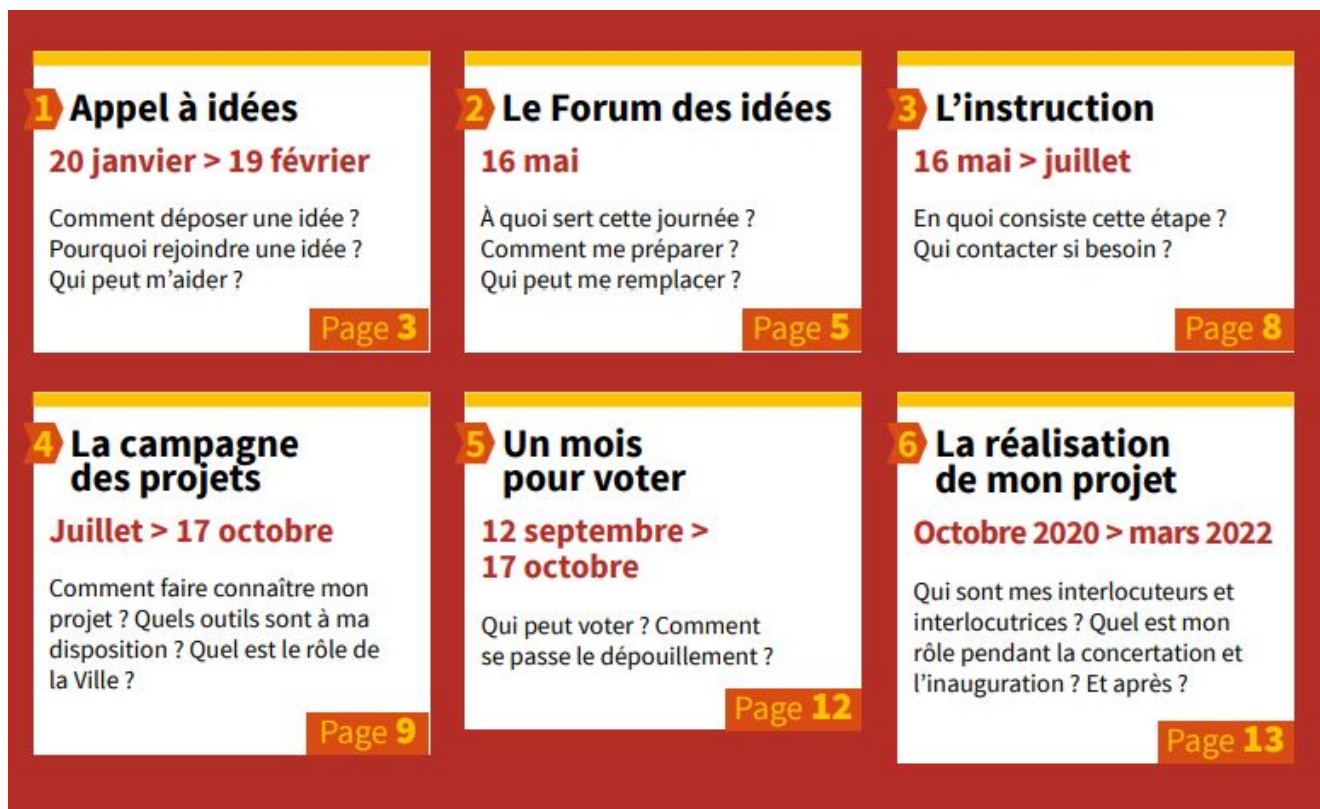 1 Appel à idées
20 janvier > 19 février
Comment déposer une idée ?
Pourquoi rejoindre une idée ?
Qui peut m’aider ?
Page 3
2 Le Forum des idées
16 mai
À quoi sert cette journée ?
Comment me préparer ?
Qui peut me remplacer ?
Page 5
3 L’instruction
16 mai > juillet
En quoi consiste cette étape ?
Qui contacter si besoin ?
Page 8
4 La campagne
des projets
Juillet > 17 octobre
Comment faire connaître mon
projet ? Quels outils sont à ma
disposition ? Quel est le rôle de
la Ville ?
Page 9
5 Un mois
pour voter
12 septembre >
17 octobre
Qui peut voter ? Comment
se passe le dépouillement ?
Page 12
6 La réalisation
de mon projet
Octobre 2020 > mars 2022
Qui sont mes interlocuteurs et
interlocutrices ? Quel est mon
rôle pendant la concertation et
l’inauguration ? Et après ?
Page 13